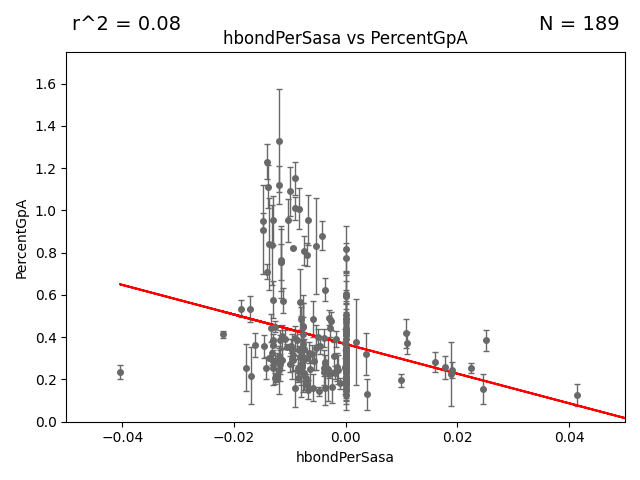 r^2 = 0.08
N = 189
hbondPerSasa vs PercentGpA
PercentGpA
1.6
1.4
1.2
1.0
0.8
0.6
0.4
0.2
0.0
−0.04
−0.02
0.00
0.02
0.04
hbondPerSasa